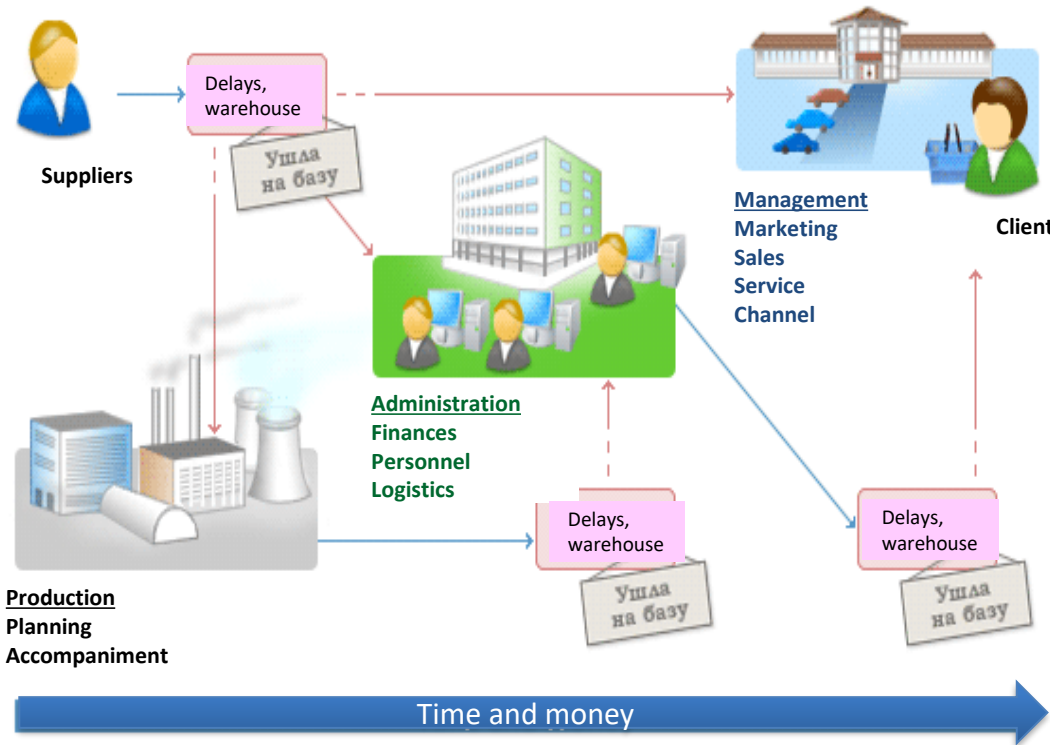 Delays,
warehouse
Ушла
на базу
Suppliers
Management
Marketing
Sales
Service
Channel
Client
Administration
Finances
Personnel
Logistics
Delays,
warehouse
Ушла
на базу
Delays,
warehouse
Ушла
на базу
Production
Planning
Accompaniment
Time and money